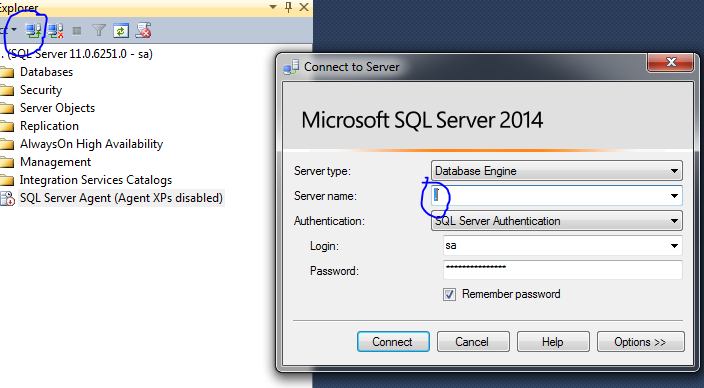 Explorer
ct
. (SQL Server 11.0.6251.0 - sa)
Databases
Security
Server Objects
Replication
AlwaysOn High Availability
Management
Integration Services Catalogs
SQL Server Agent (Agent XPs disabled)
Connect to Server
Microsoft SQL Server 2014
Server type: Database Engine
Server name: .
Authentication: SQL Server Authentication
Login: sa
Password: ***************
Remember password
Connect Cancel Help Options >>